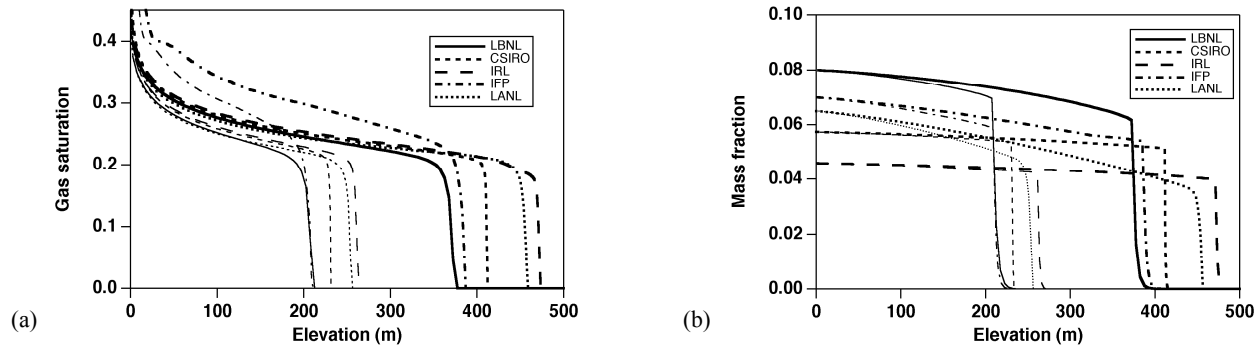 Gas saturation
0.4
0.3
0.2
0.1
0.0
0 100 200 300 400 500
Elevation (m)
LBNL
CSIRO
IRL
IFP
LANL
(a)
Mass fraction
0.10
0.08
0.06
0.04
0.02
0.00
0 100 200 300 400 500
Elevation (m)
LBNL
CSIRO
IRL
IFP
LANL
(b)